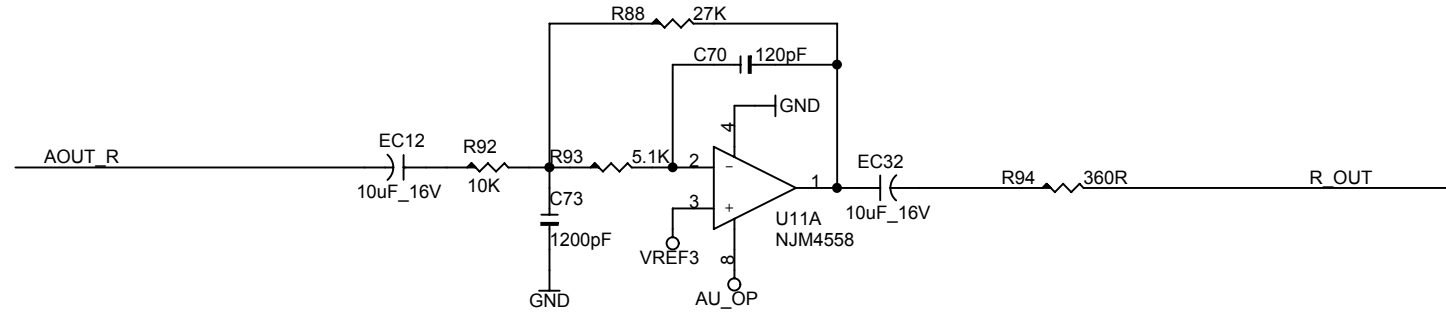 R88 27K
C70 120pF
GND
4
AOUT_R
EC12
10uF_16V
R92
10K
R93 5.1K
2
3
1
8
C73
1200pF
GND
VREF3
AU_OP
U11A
NJM4558
EC32
10uF_16V
R94 360R
R_OUT